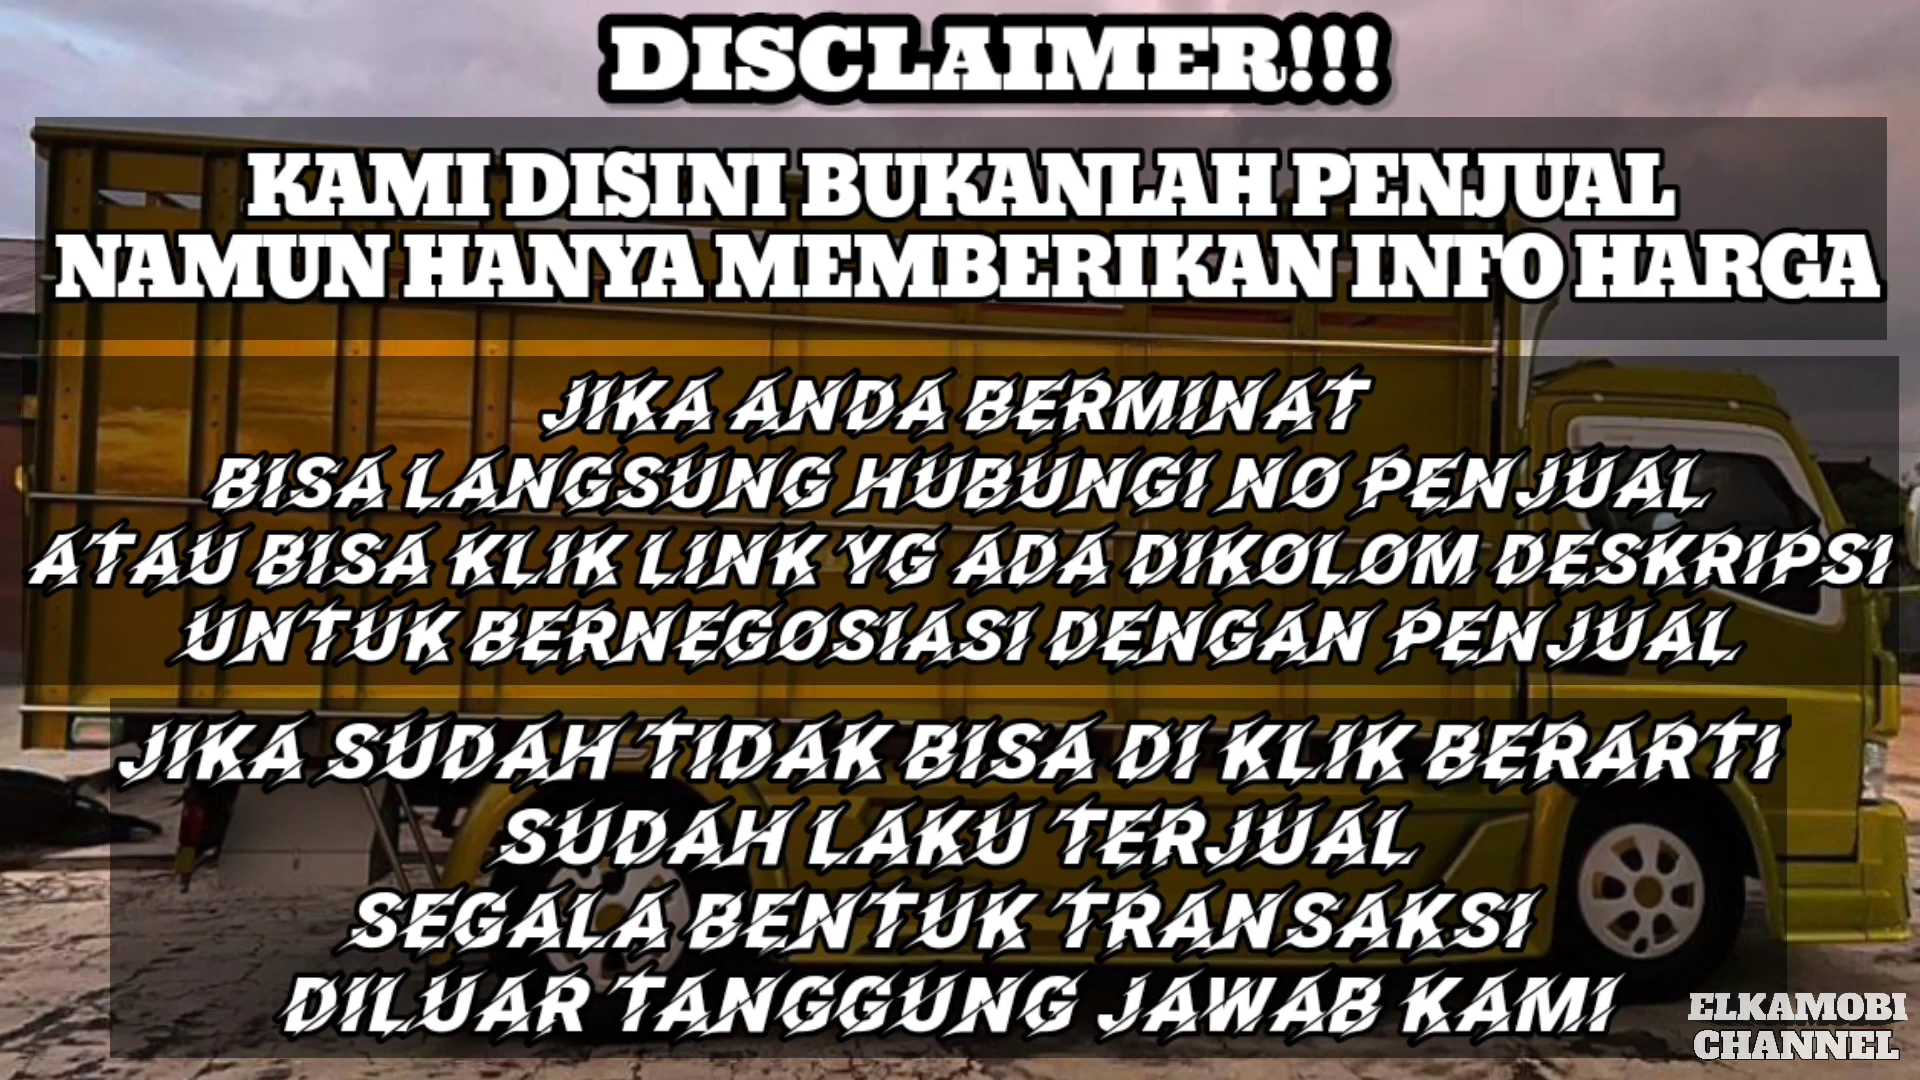 DISCLAIMER!!!
KAMI DISINI BUKANLAH PENJUAL
NAMUN HANYA MEMBERIKAN INFO HARGA
JIKA ANDA BERMINAT
BISA LANGSUNG HUBUNGI NO PENJUAL
ATAU BISA KLIK LINK YG ADA DIKOLOM DESKRIPSI
UNTUK BERNEGOSIASI DENGAN PENJUAL
JIKA SUDAH TIDAK BISA DI KLIK BERARTI
SUDAH LAKU TERJUAL
SEGALA BENTUK TRANSAKSI
DILUAR TANGGUNG JAWAB KAMI
ELKAMOBI
CHANNEL